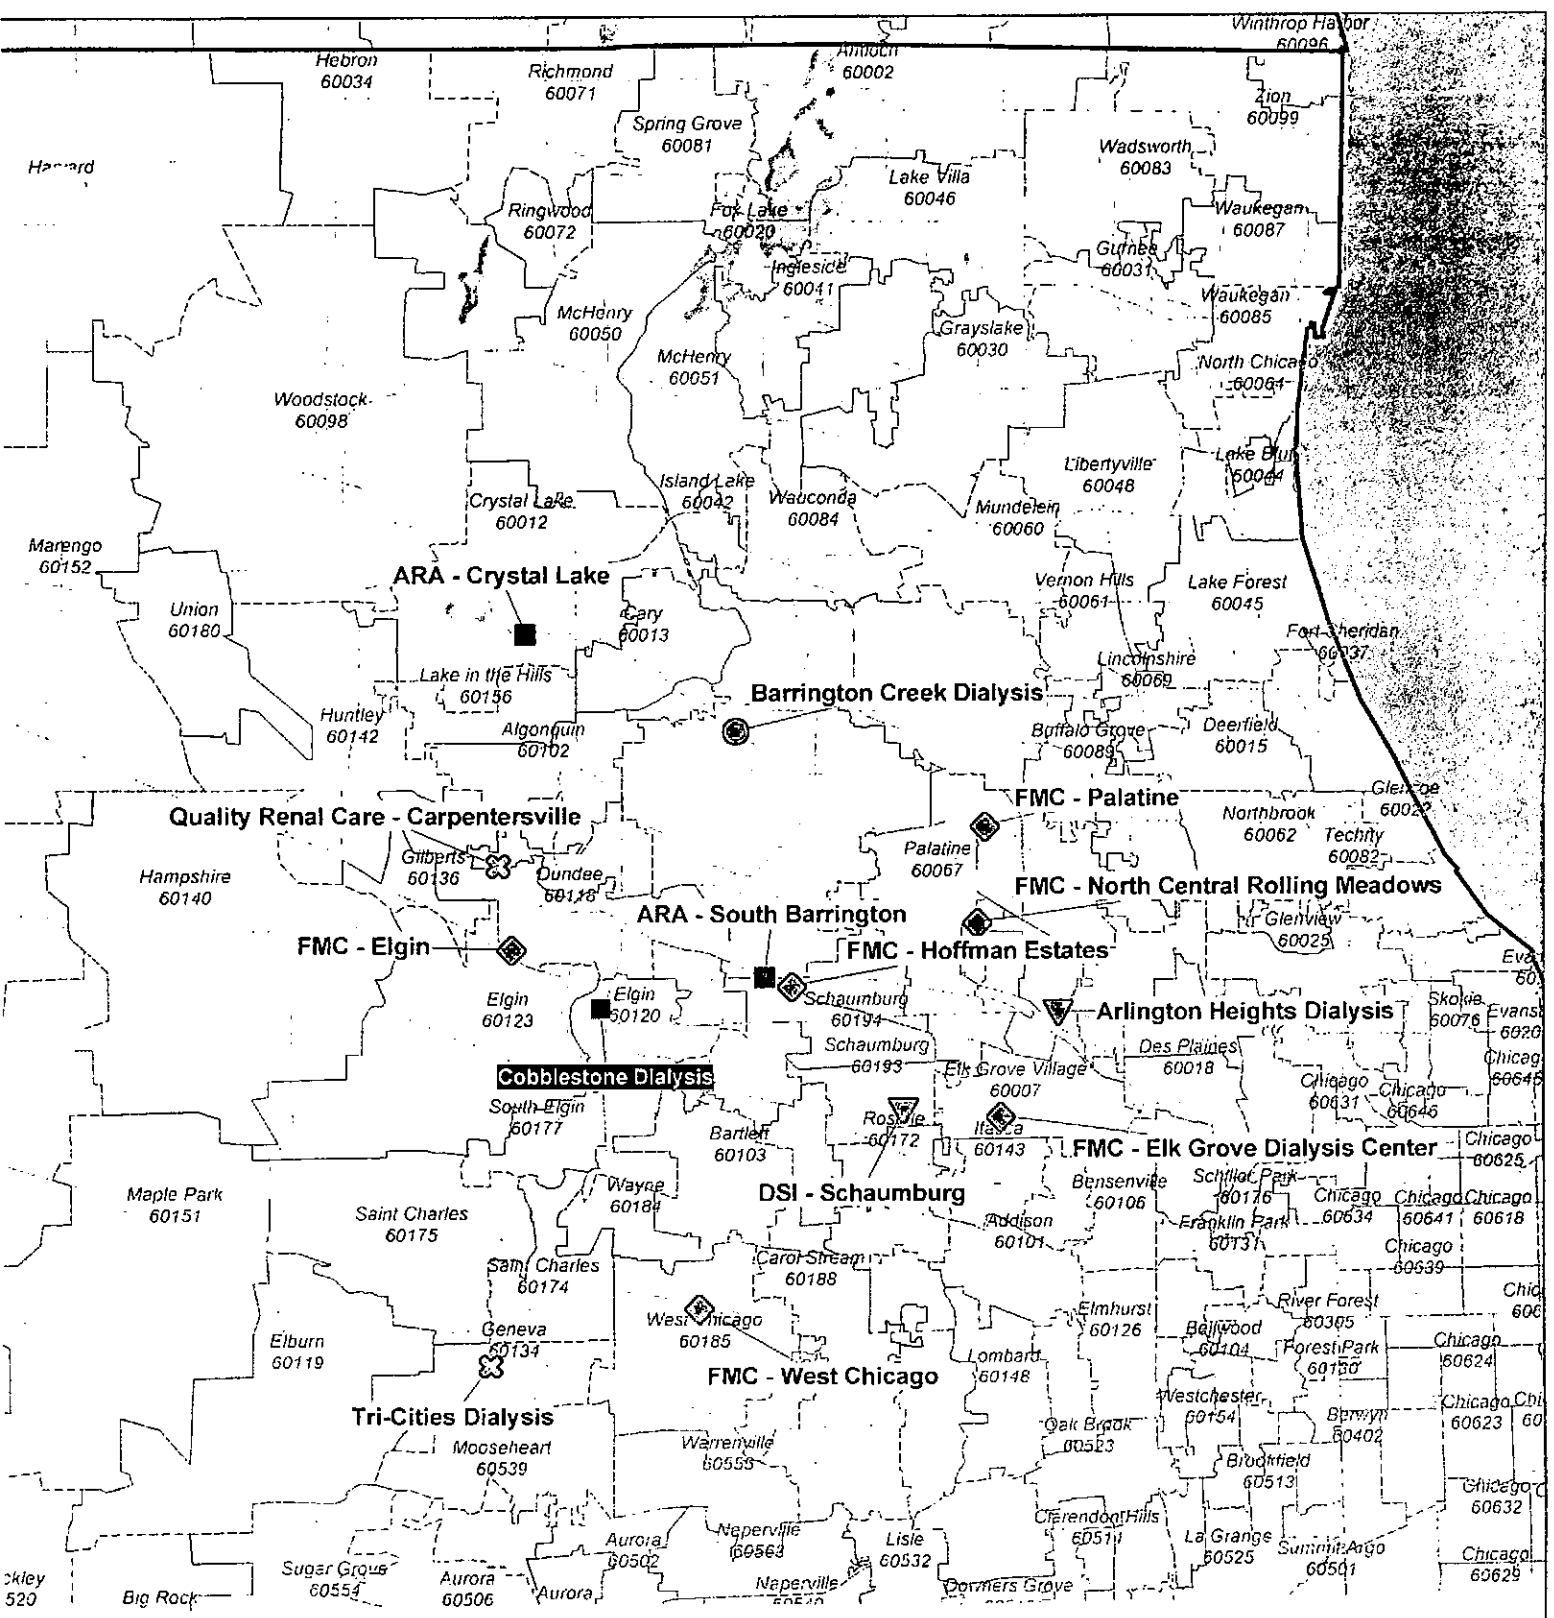 Winthrop Harbor
60096
Hebron
60034
Richmond
60071
Antioch
60002
Zion
60099
Spring Grove
60081
Wadsworth
60083
Lake Villa
60046
Ringwood
60072
Fox Lake
60020
Waukegan
60087
Gurnee
60031
Ingleside
60041
Waukegan
60085
McHenry
60050
Grayslake
60030
McHenry
60051
North Chicago
60064
Woodstock
60098
Libertyville
60048
Lake Bluff
60044
Crystal Lake
60012
Island Lake
60042
Wauconda
60084
Mundelein
60060
Marengo
60152
ARA - Crystal Lake
Vernon Hills
60061
Lake Forest
60045
Union
60180
Cary
60013
Fort Sheridan
60037
Lake in the Hills
60156
Lincolnshire
60069
Barrington Creek Dialysis
Huntley
60142
Algonquin
60102
Buffalo Grove
60089
Deerfield
60015
Quality Renal Care - Carpentersville
FMC - Palatine
Glencoe
6002
Northbrook
60062
Techny
60082
Hampshire
60140
Gilberts
60136
Dundee
60118
Palatine
60067
FMC - North Central Rolling Meadows
ARA - South Barrington
Glenview
60025
FMC - Elgin
FMC - Hoffman Estates
Eva
60
Elgin
60123
Elgin
60120
Schaumburg
60194
Arlington Heights Dialysis
Skokie
60076
Evans
6020
Schaumburg
60193
Des Plaines
60018
Elk Grove Village
60007
Cobblestone Dialysis
Chicago
60631
Chicago
60646
Chicag
60645
South Elgin
60177
Bartlett
60103
Roselle
60172
Itasca
60143
FMC - Elk Grove Dialysis Center
Chicago
60625
Maple Park
60151
Saint Charles
60175
Wayne
60184
DSI - Schaumburg
Bensenville
60106
Schiller Park
60176
Chicago
60634
Chicago
60641
Chicago
60618
Addison
60101
Franklin Park
60131
Saint Charles
60174
Carol Stream
60188
Chicago
60639
Chic
606
West Chicago
60185
Elmhurst
60126
River Forest
60305
Bellwood
60104
Elburn
60119
Geneva
60134
Forest Park
60130
Chicago
60624
FMC - West Chicago
Lombard
60148
Tri-Cities Dialysis
Westchester
60154
Chicago
60623
Chi
60
Oak Brook
60523
Berwyn
60402
Mooseheart
60539
Warrenville
60555
Brookfield
60513
Chicago
60632
Clarendon Hills
60514
Aurora
60502
Naperville
60563
Lisle
60532
La Grange
60525
Summit Argo
60501
Chicago
60629
ckley
520
Big Rock
Sugar Grove
60554
Aurora
60506
Aurora
Naperville
60540
Downers Grove